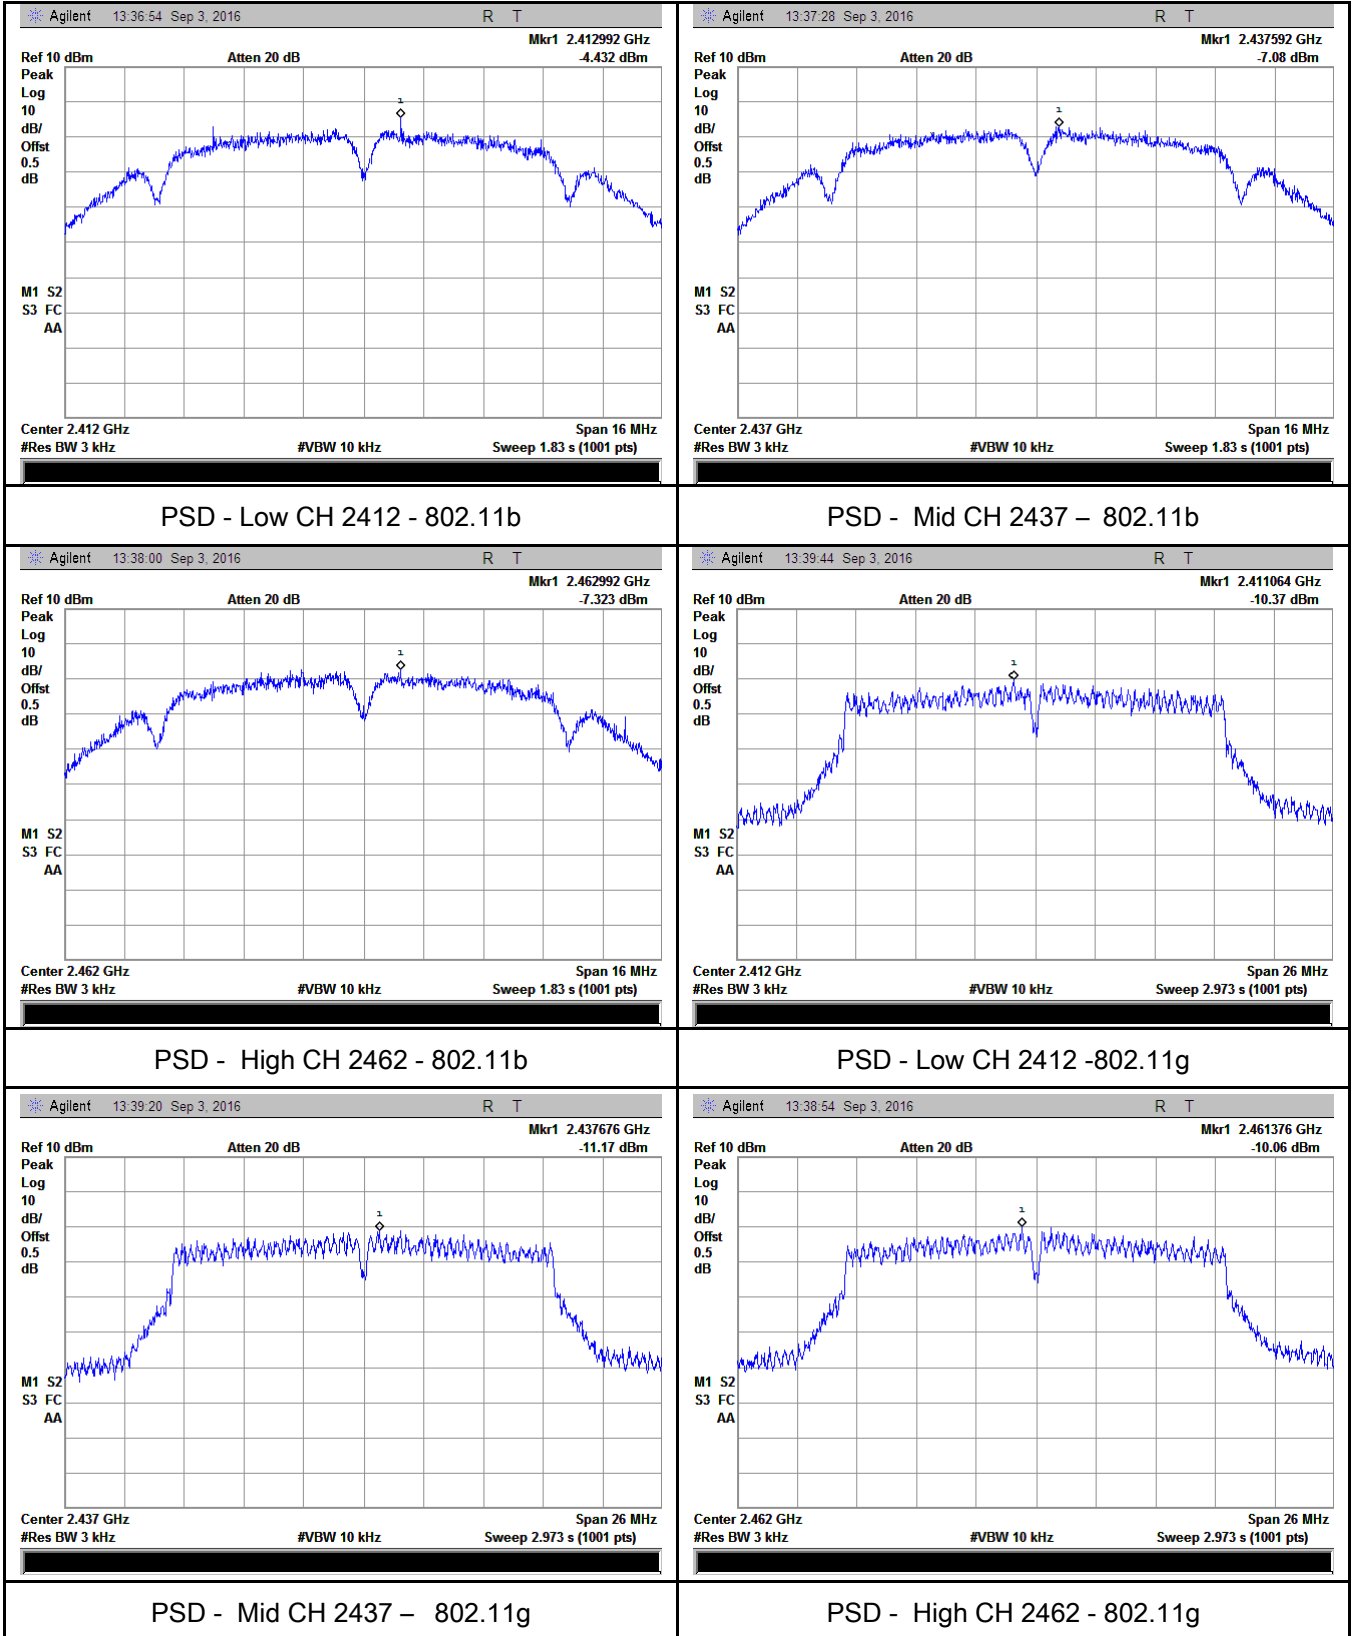 Agilent 13:36:54 Sep 3, 2016 R T
Mkr1 2.412992 GHz
Ref 10 dBm Atten 20 dB -4.432 dBm
Peak
Log
10
dB/
Offst
0.5
dB
1
M1 S2
S3 FC
AA
Center 2.412 GHz Span 16 MHz
#Res BW 3 kHz #VBW 10 kHz Sweep 1.83 s (1001 pts)
PSD - Low CH 2412 - 802.11b
Agilent 13:37:28 Sep 3, 2016 R T
Mkr1 2.437592 GHz
Ref 10 dBm Atten 20 dB -7.08 dBm
Peak
Log
10
dB/
Offst
0.5
dB
1
M1 S2
S3 FC
AA
Center 2.437 GHz Span 16 MHz
#Res BW 3 kHz #VBW 10 kHz Sweep 1.83 s (1001 pts)
PSD - Mid CH 2437 – 802.11b
Agilent 13:38:00 Sep 3, 2016 R T
Mkr1 2.462992 GHz
Ref 10 dBm Atten 20 dB -7.323 dBm
Peak
Log
10
dB/
Offst
0.5
dB
1
M1 S2
S3 FC
AA
Center 2.462 GHz Span 16 MHz
#Res BW 3 kHz #VBW 10 kHz Sweep 1.83 s (1001 pts)
PSD - High CH 2462 - 802.11b
Agilent 13:39:44 Sep 3, 2016 R T
Mkr1 2.411064 GHz
Ref 10 dBm Atten 20 dB -10.37 dBm
Peak
Log
10
dB/
Offst
0.5
dB
1
M1 S2
S3 FC
AA
Center 2.412 GHz Span 26 MHz
#Res BW 3 kHz #VBW 10 kHz Sweep 2.973 s (1001 pts)
PSD - Low CH 2412 -802.11g
Agilent 13:39:20 Sep 3, 2016 R T
Mkr1 2.437676 GHz
Ref 10 dBm Atten 20 dB -11.17 dBm
Peak
Log
10
dB/
Offst
0.5
dB
1
M1 S2
S3 FC
AA
Center 2.437 GHz Span 26 MHz
#Res BW 3 kHz #VBW 10 kHz Sweep 2.973 s (1001 pts)
PSD - Mid CH 2437 – 802.11g
Agilent 13:38:54 Sep 3, 2016 R T
Mkr1 2.461376 GHz
Ref 10 dBm Atten 20 dB -10.06 dBm
Peak
Log
10
dB/
Offst
0.5
dB
1
M1 S2
S3 FC
AA
Center 2.462 GHz Span 26 MHz
#Res BW 3 kHz #VBW 10 kHz Sweep 2.973 s (1001 pts)
PSD - High CH 2462 - 802.11g